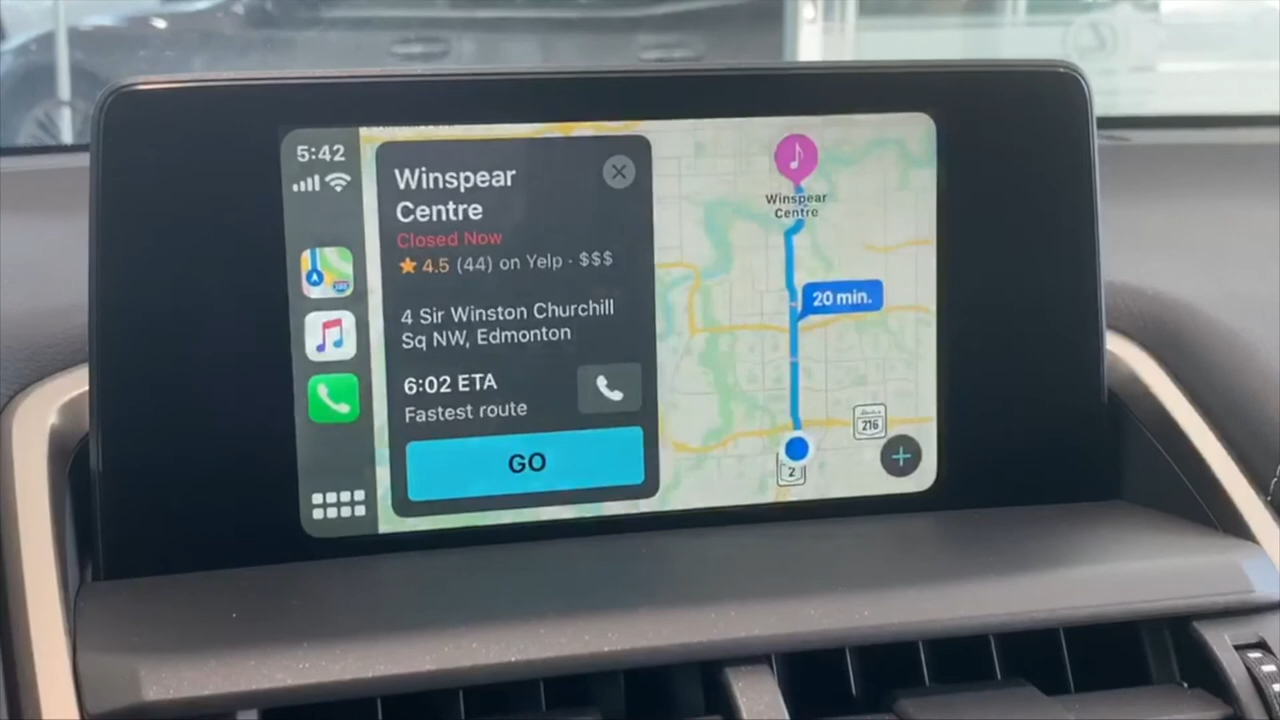 5:42
Winspear
Centre
Closed Now
4.5 (44) on Yelp · $$$
4 Sir Winston Churchill
Sq NW, Edmonton
6:02 ETA
Fastest route
GO
Winspear
Centre
20 min.
216
2